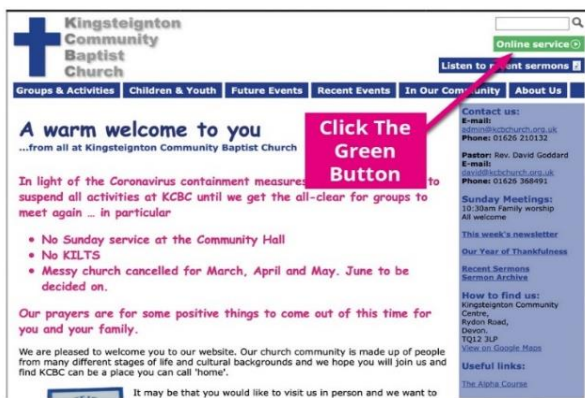 Kingsteignton
Community
Baptist
Church
Online service
Listen to recent sermons
Groups & Activities Children & Youth Future Events Recent Events In Our Community About Us
A warm welcome to you
...from all at Kingsteignton Community Baptist Church
Click The
Green
Button
In light of the Coronavirus containment measures to
suspend all activities at KCBC until we get the all-clear for groups to
meet again ... in particular
• No Sunday service at the Community Hall
• No KILTS
• Messy church cancelled for March, April and May. June to be
decided on.
Our prayers are for some positive things to come out of this time for
you and your family.
We are pleased to welcome you to our website. Our church community is made up of people
from many different stages of life and cultural backgrounds and we hope you will join us and
find KCBC can be a place you can call 'home'.
It may be that you would like to visit us in person and we want to
Contact us:
E-mail:
admin@kcbchurch.org.uk
Phone: 01626 210132
Pastor: Rev. David Goddard
E-mail:
david@kcbchurch.org.uk
Phone: 01626 368491
Sunday Meetings:
10:30am Family worship
All welcome
This week's newsletter
Our Year of Thankfulness
Recent Sermons
Sermon Archive
How to find us:
Kingsteignton Community
Centre,
Rydon Road,
Devon,
TQ12 3LP
View on Google Maps
Useful links:
The Alpha Course